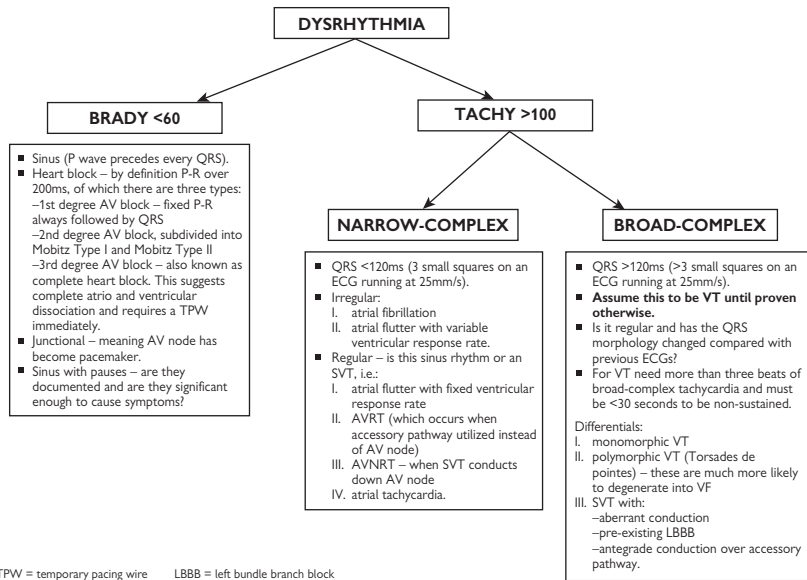 DYSRHYTHMIA
BRADY <60
■ Sinus (P wave precedes every QRS).
■ Heart block – by definition P-R over
200ms, of which there are three types:
–1st degree AV block – fixed P-R
always followed by QRS
–2nd degree AV block, subdivided into
Mobitz Type I and Mobitz Type II
–3rd degree AV block – also known as
complete heart block. This suggests
complete atrio and ventricular
dissociation and requires a TPW
immediately.
■ Junctional – meaning AV node has
become pacemaker.
■ Sinus with pauses – are they
documented and are they significant
enough to cause symptoms?
TACHY >100
NARROW-COMPLEX
■ QRS <120ms (3 small squares on an
ECG running at 25mm/s).
■ Irregular:
I. atrial fibrillation
II. atrial flutter with variable
ventricular response rate.
■ Regular – is this sinus rhythm or an
SVT, i.e.:
I. atrial flutter with fixed ventricular
response rate
II. AVRT (which occurs when
accessory pathway utilized instead
of AV node)
III. AVNRT – when SVT conducts
down AV node
IV. atrial tachycardia.
BROAD-COMPLEX
■ QRS >120ms (>3 small squares on an
ECG running at 25mm/s).
■ Assume this to be VT until proven
otherwise.
■ Is it regular and has the QRS
morphology changed compared with
previous ECGs?
■ For VT need more than three beats of
broad-complex tachycardia and must
be <30 seconds to be non-sustained.
Differentials:
I. monomorphic VT
II. polymorphic VT (Torsades de
pointes) – these are much more likely
to degenerate into VF
III. SVT with:
–aberrant conduction
–pre-existing LBBB
–antegrade conduction over accessory
pathway.
TPW = temporary pacing wire LBBB = left bundle branch block